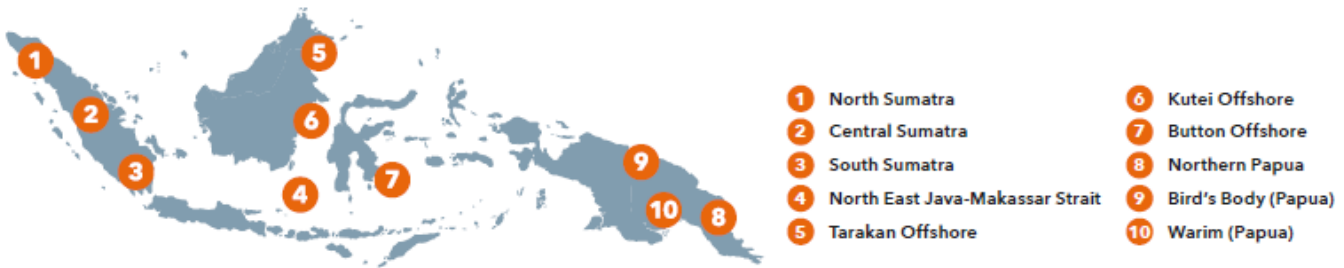 1
2
3
4
5
6
7
8
9
10
1 North Sumatra
2 Central Sumatra
3 South Sumatra
4 North East Java-Makassar Strait
5 Tarakan Offshore
6 Kutei Offshore
7 Button Offshore
8 Northern Papua
9 Bird's Body (Papua)
10 Warim (Papua)